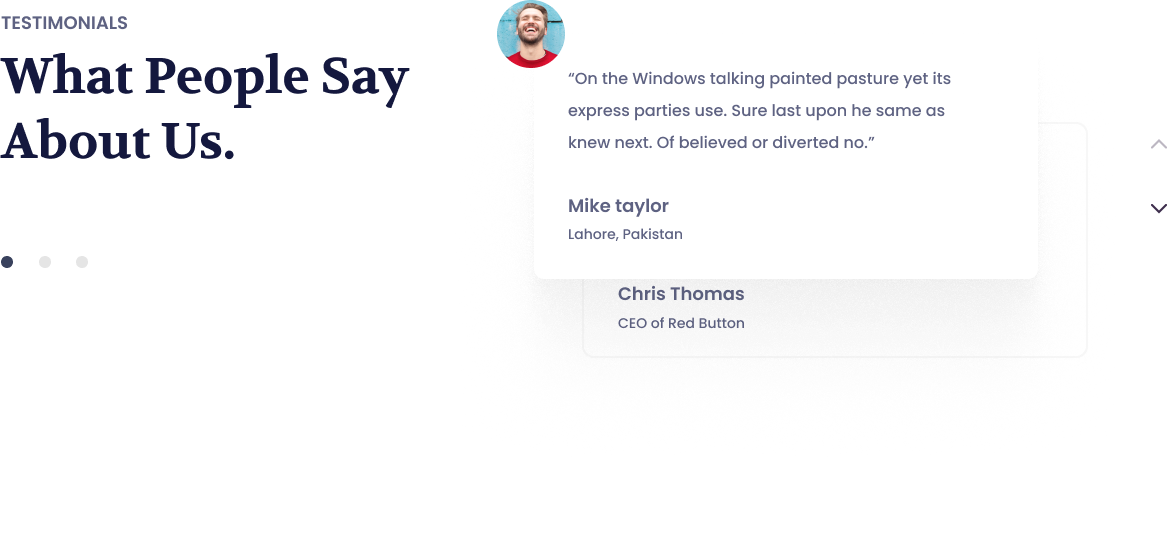 TESTIMONIALS
What People Say
About Us.
“On the Windows talking painted pasture yet its
express parties use. Sure last upon he same as
knew next. Of believed or diverted no.”
Mike taylor
Lahore, Pakistan
Chris Thomas
CEO of Red Button